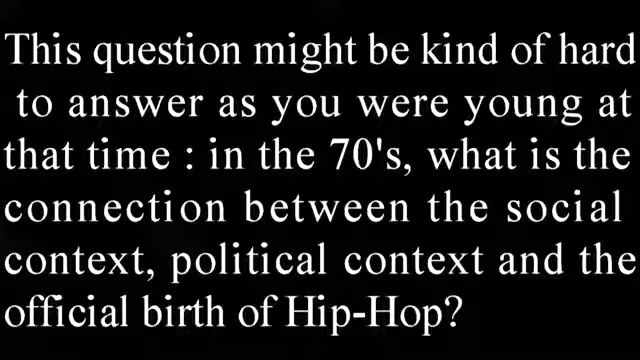 This question might be kind of hard
to answer as you were young at
that time : in the 70's, what is the
connection between the social
context, political context and the
official birth of Hip-Hop?